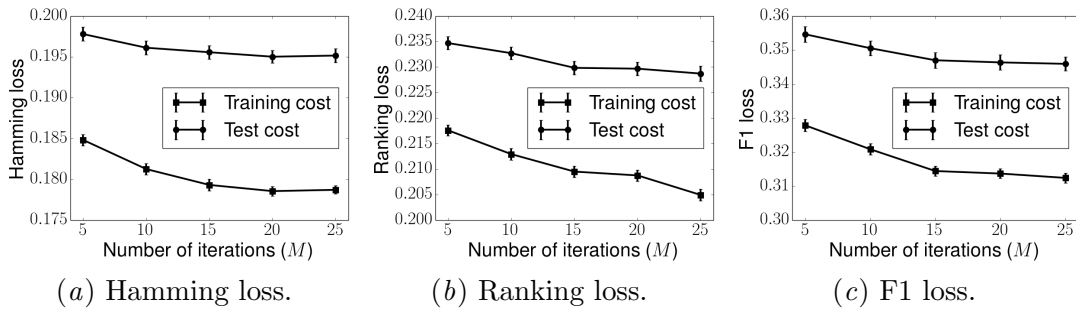 0.200
0.195
0.190
0.185
0.180
0.175
Hamming loss
Training cost
Test cost
5 10 15 20 25
Number of iterations (M)
(a) Hamming loss.
0.240
0.235
0.230
0.225
0.220
0.215
0.210
0.205
0.200
Ranking loss
Training cost
Test cost
5 10 15 20 25
Number of iterations (M)
(b) Ranking loss.
0.36
0.35
0.34
0.33
0.32
0.31
0.30
F1 loss
Training cost
Test cost
5 10 15 20 25
Number of iterations (M)
(c) F1 loss.